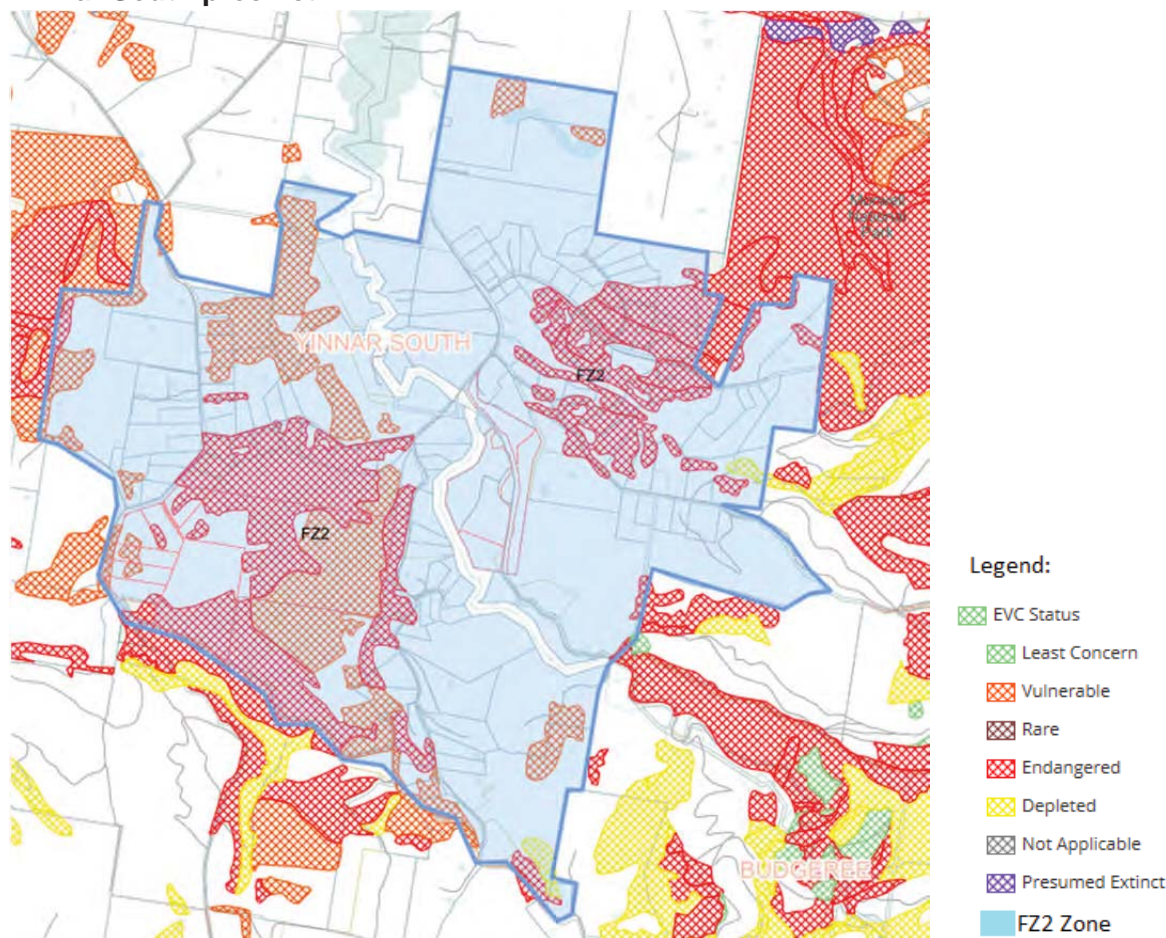 YINNAR SOUTH
FZ2
FZ2
BUDGEREE
Legend:
EVC Status
Least Concern
Vulnerable
Rare
Endangered
Depleted
Not Applicable
Presumed Extinct
FZ2 Zone